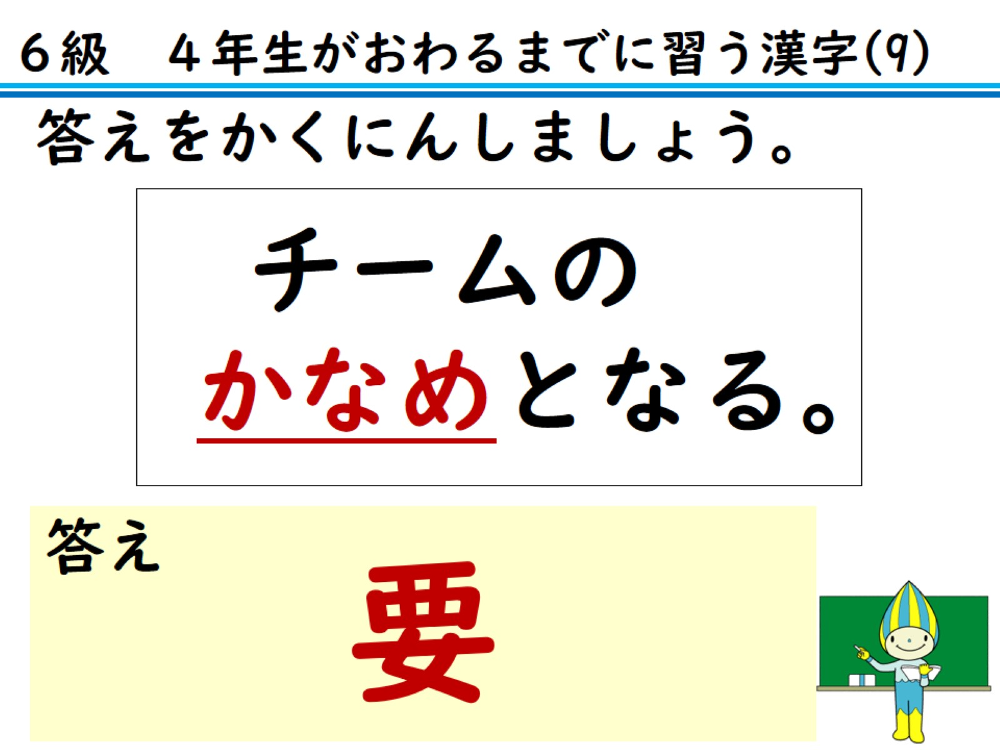 ６級　４年生がおわるまでに習う漢字(9)
答えをかくにんしましょう。
チームの
かなめとなる。
答え
要